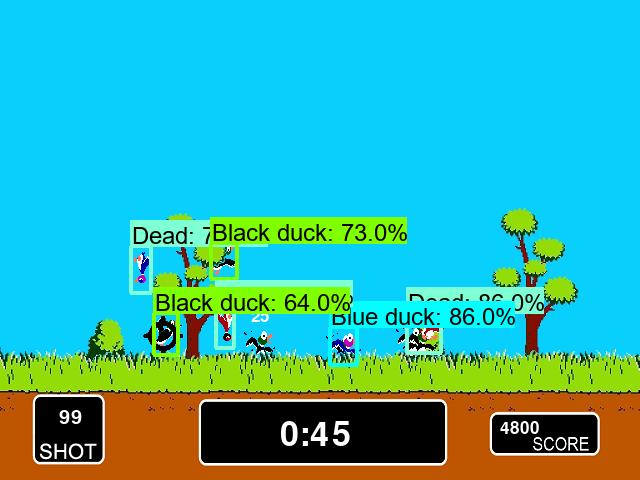 Black duck: 73.0%
Dead: 7
Black duck: 64.0%
Dead: 86.0%
Blue duck: 86.0%
25
99
SHOT
0:45
4800
SCORE